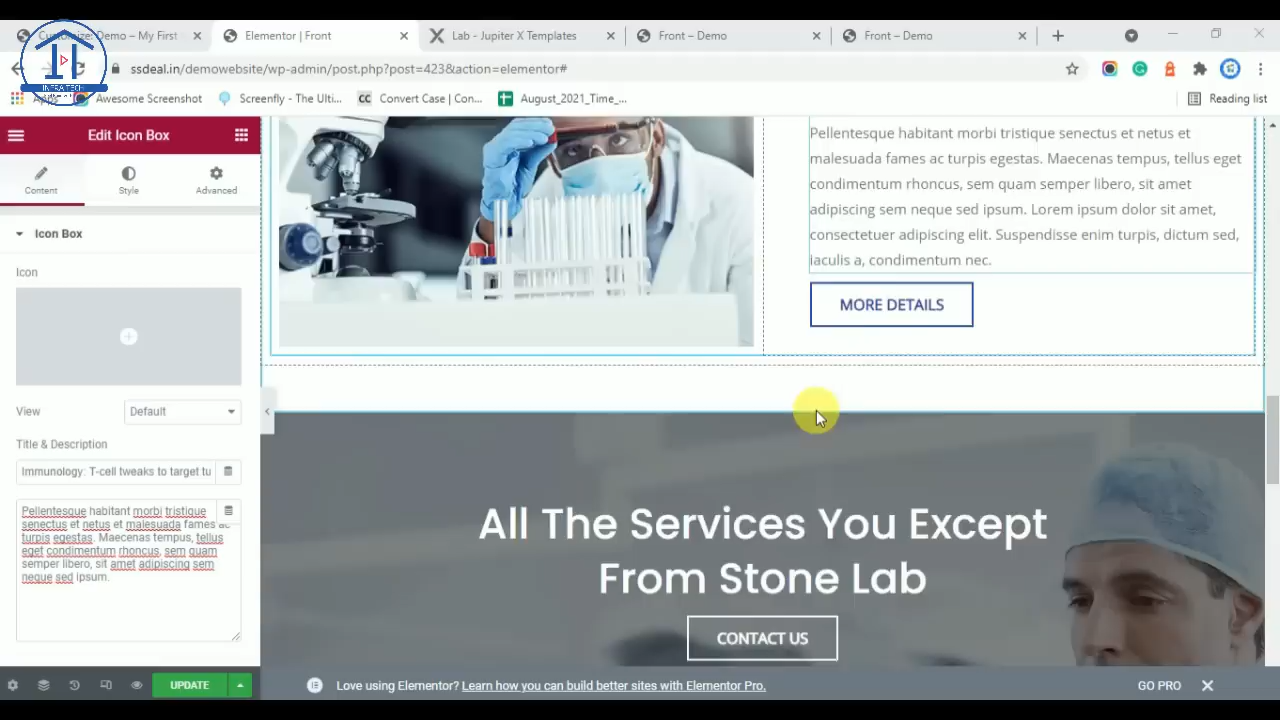 Customize: Demo – My First
Elementor | Front
Lab - Jupiter X Templates
Front – Demo
Front – Demo
ssdeal.in/demowebsite/wp-admin/post.php?post=423&action=elementor#
INFRA TECH
Apps
Awesome Screenshot
Screenfly - The Ulti...
CC
Convert Case | Con...
August_2021_Time_...
Reading list
Edit Icon Box
Content
Style
Advanced
Icon Box
Icon
View
Default
Title & Description
Immunology: T-cell tweaks to target tu
Pellentesque habitant morbi tristique
senectus et netus et malesuada fames ac
turpis egestas. Maecenas tempus, tellus
eget condimentum rhoncus, sem quam
semper libero, sit amet adipiscing sem
neque sed ipsum.
UPDATE
Pellentesque habitant morbi tristique senectus et netus et
malesuada fames ac turpis egestas. Maecenas tempus, tellus eget
condimentum rhoncus, sem quam semper libero, sit amet
adipiscing sem neque sed ipsum. Lorem ipsum dolor sit amet,
consectetuer adipiscing elit. Suspendisse enim turpis, dictum sed,
iaculis a, condimentum nec.
MORE DETAILS
All The Services You Except
From Stone Lab
CONTACT US
Love using Elementor? Learn how you can build better sites with Elementor Pro.
GO PRO